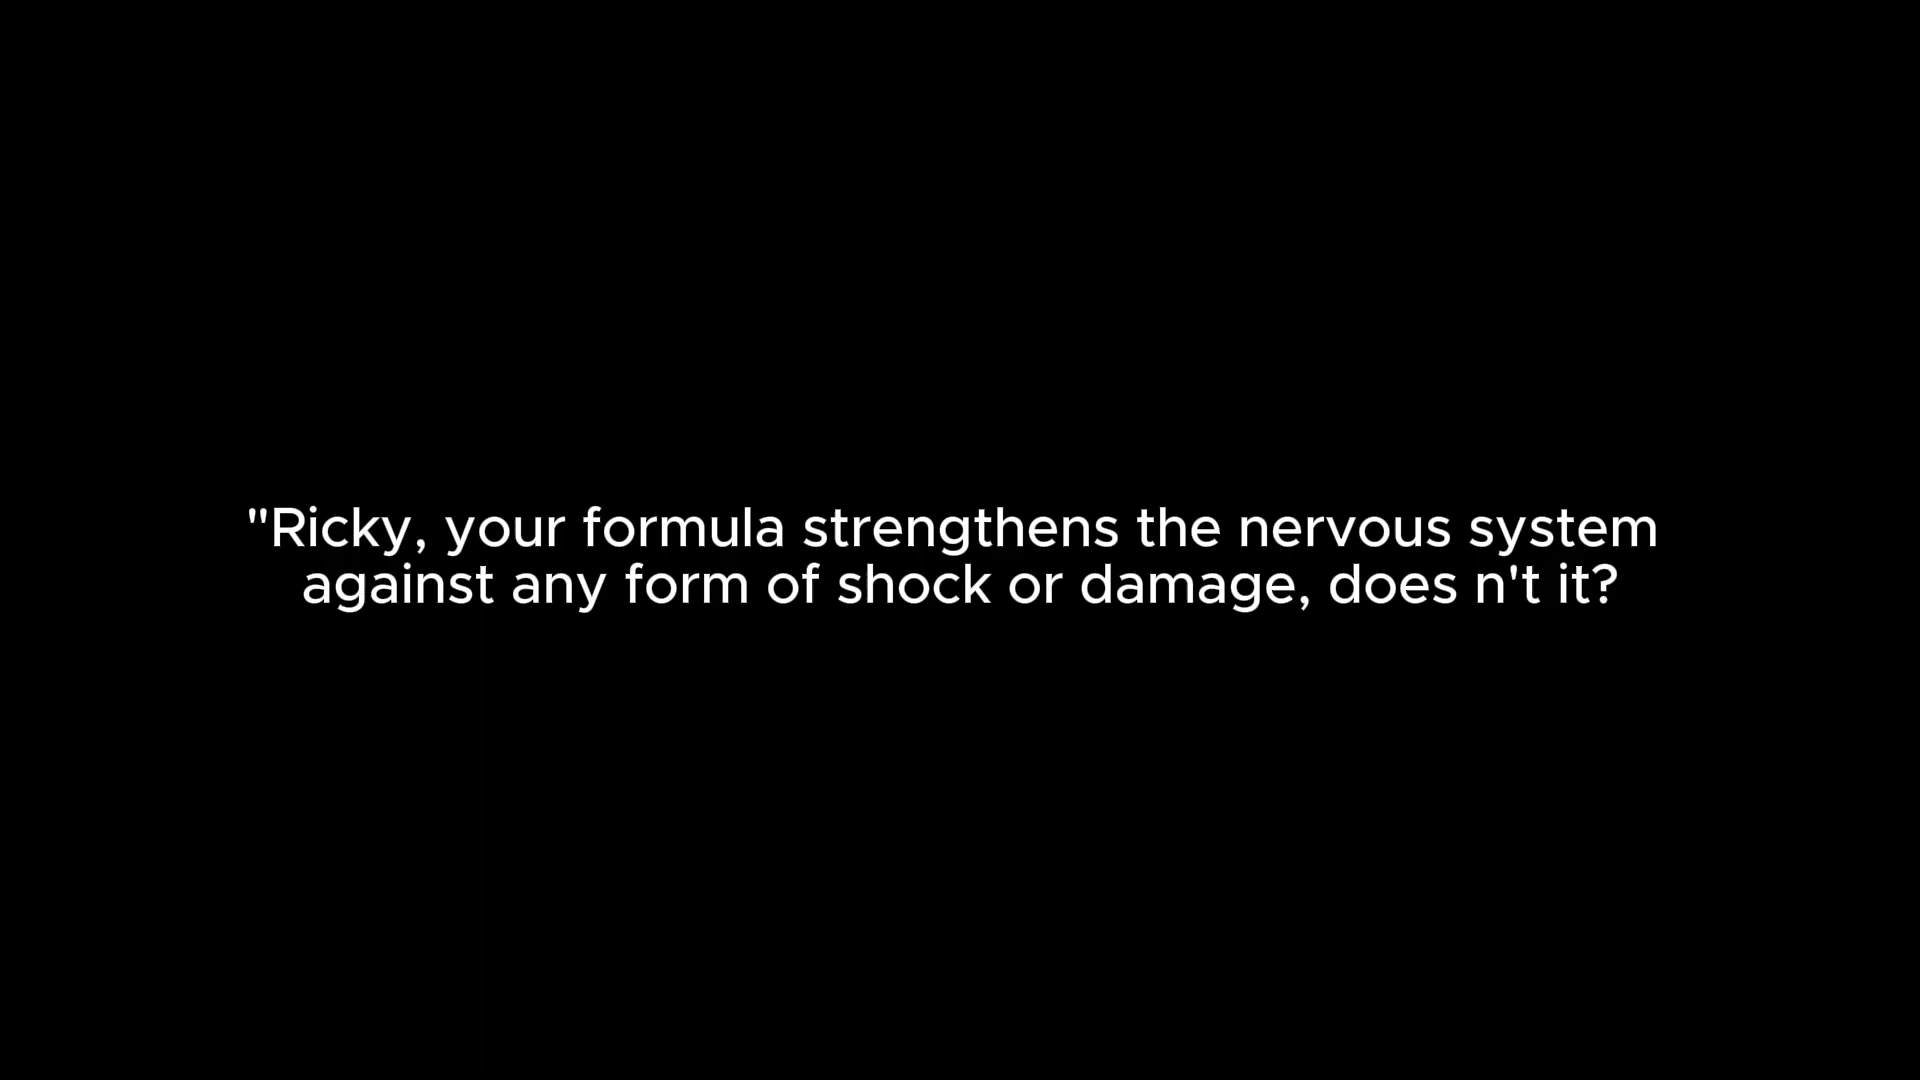 "Ricky, your formula strengthens the nervous system
against any form of shock or damage, does n't it?